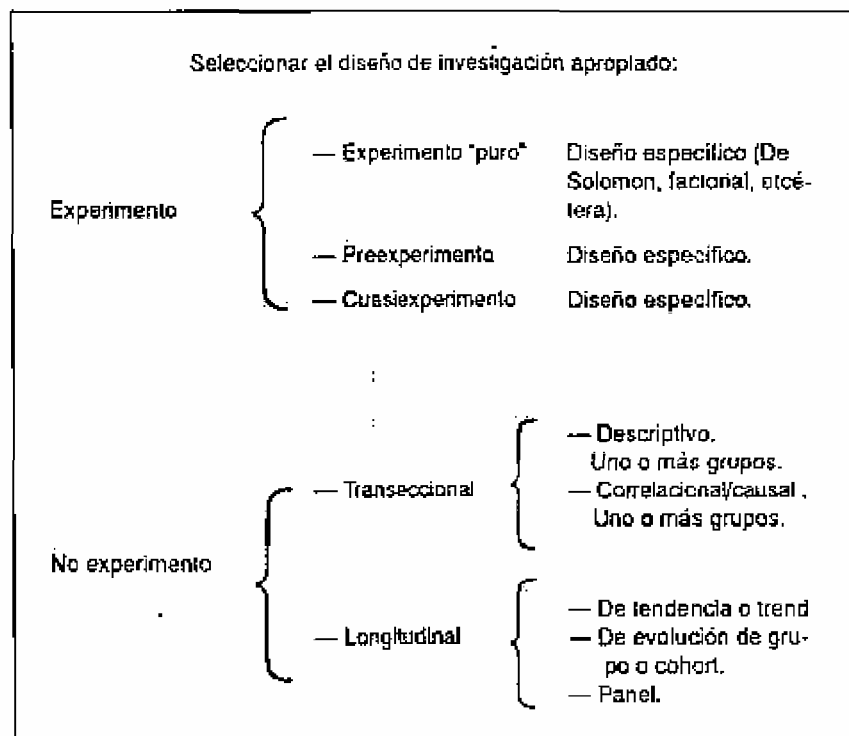 Seleccionar el diseño de investigación apropiado:
Experimento
— Experimento "puro"
Diseño específico (De
Solomon, factorial, etcé-
tera).
— Preexperimento
Diseño específico.
— Cuasiexperimento
Diseño específico.
No experimento
— Transeccional
— Descriptivo.
Uno o más grupos.
— Correlacional/causal .
Uno o más grupos.
— Longitudinal
— De tendencia o trend
— De evolución de gru-
po o cohort.
— Panel.